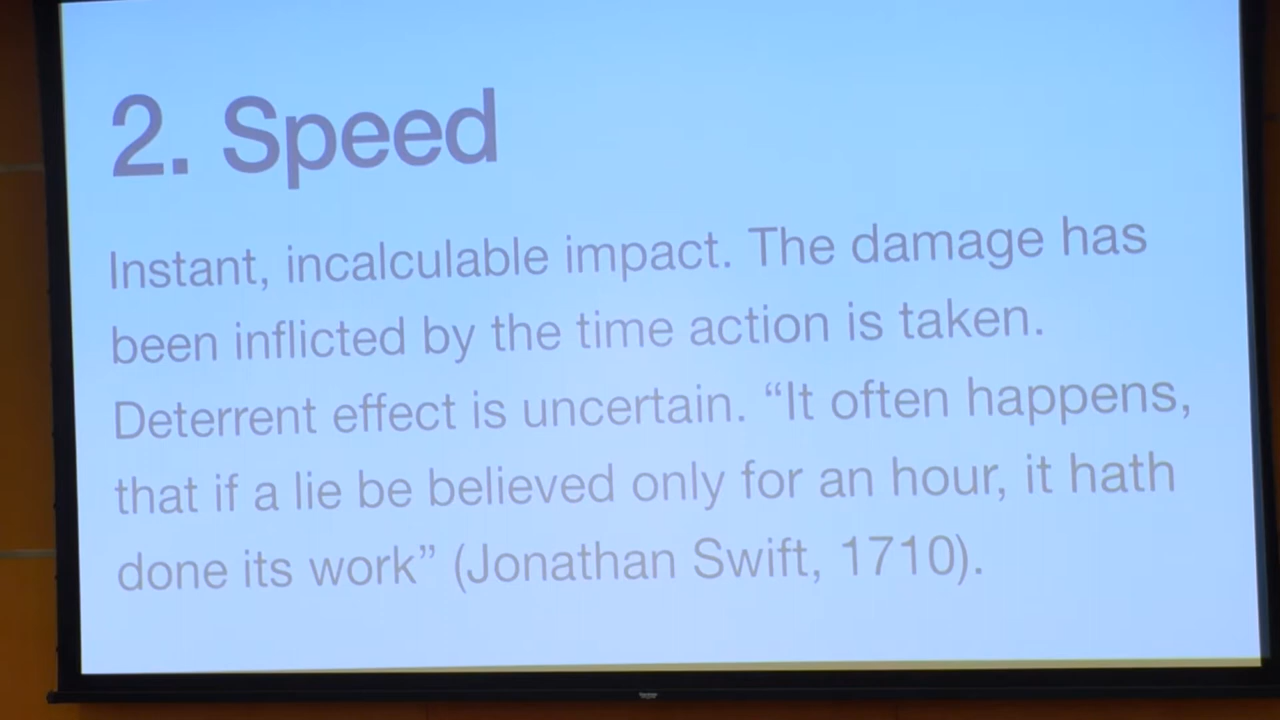 2. Speed
Instant, incalculable impact. The damage has
been inflicted by the time action is taken.
Deterrent effect is uncertain. “It often happens,
that if a lie be believed only for an hour, it hath
done its work” (Jonathan Swift, 1710).